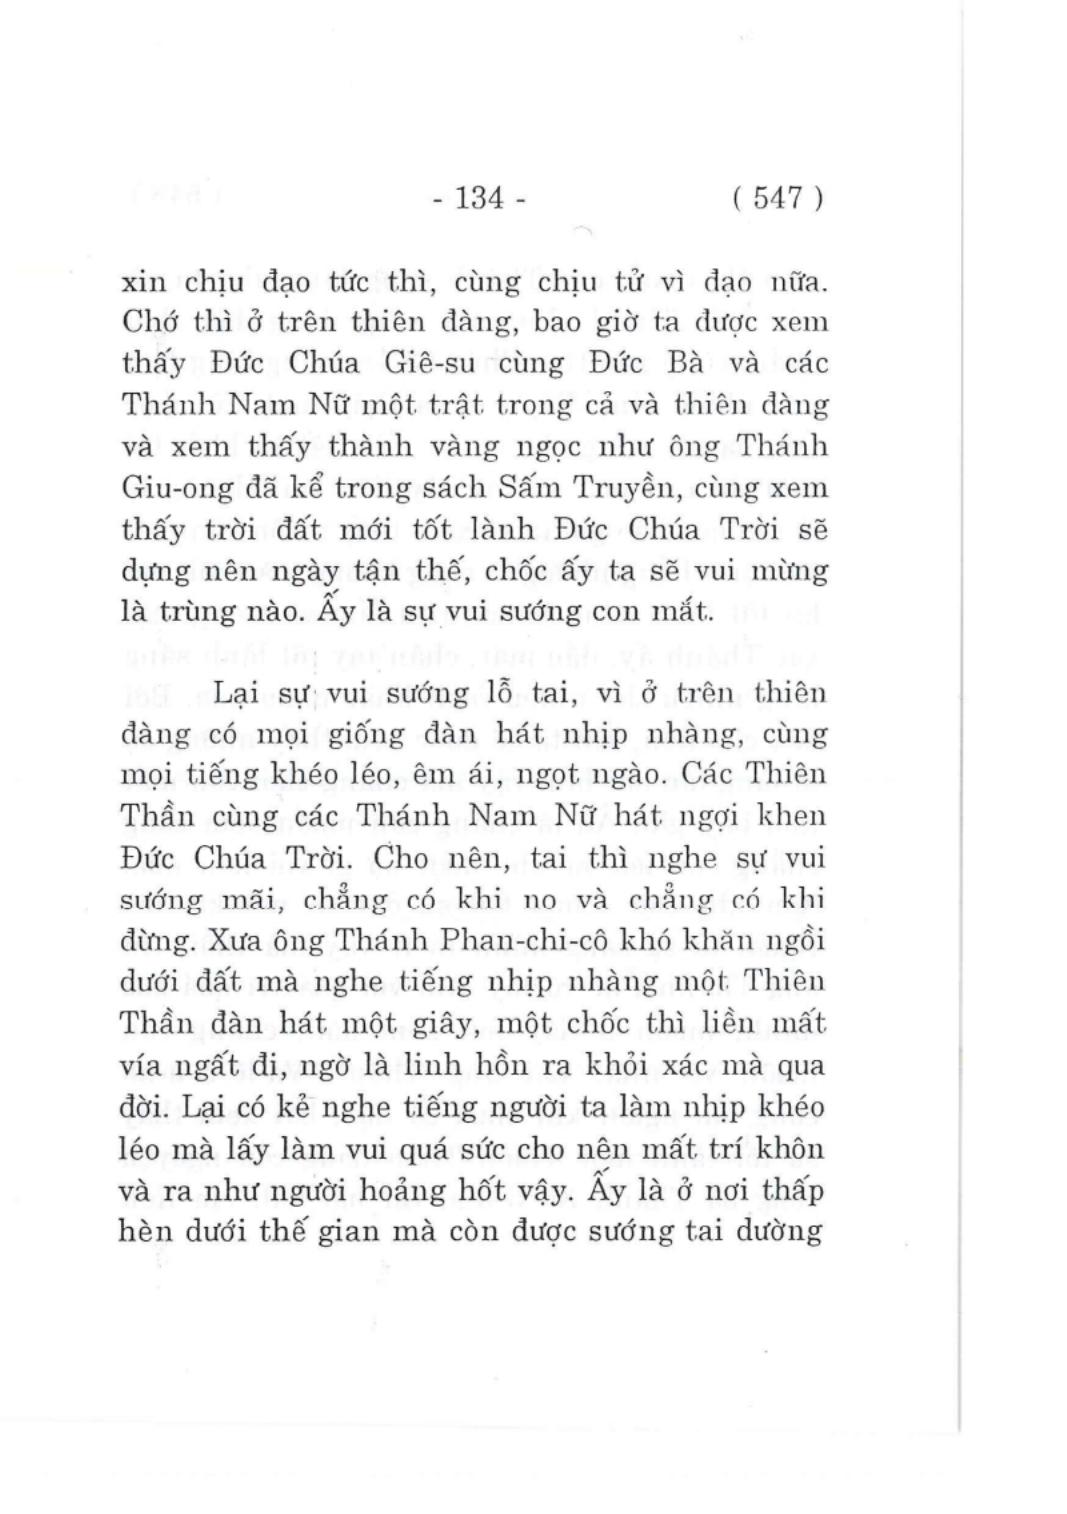 - 134 - ( 547 )
xin chịu đạo tức thì, cùng chịu tử vì đạo nữa.
Chớ thì ở trên thiên đàng, bao giờ ta được xem
thấy Đức Chúa Giê-su cùng Đức Bà và các
Thánh Nam Nữ một trật trong cả và thiên đàng
và xem thấy thành vàng ngọc như ông Thánh
Giu-ong đã kể trong sách Sấm Truyền, cùng xem
thấy trời đất mới tốt lành Đức Chúa Trời sẽ
dựng nên ngày tận thế, chốc ấy ta sẽ vui mừng
là trùng nào. Ấy là sự vui sướng con mắt.
Lại sự vui sướng lỗ tai, vì ở trên thiên
đàng có mọi giống đàn hát nhịp nhàng, cùng
mọi tiếng khéo léo, êm ái, ngọt ngào. Các Thiên
Thần cùng các Thánh Nam Nữ hát ngợi khen
Đức Chúa Trời. Cho nên, tai thì nghe sự vui
sướng mãi, chẳng có khi no và chẳng có khi
đừng. Xưa ông Thánh Phan-chi-cô khó khăn ngồi
dưới đất mà nghe tiếng nhịp nhàng một Thiên
Thần đàn hát một giây, một chốc thì liền mất
vía ngất đi, ngờ là linh hồn ra khỏi xác mà qua
đời. Lại có kẻ nghe tiếng người ta làm nhịp khéo
léo mà lấy làm vui quá sức cho nên mất trí khôn
và ra như người hoảng hốt vậy. Ấy là ở nơi thấp
hèn dưới thế gian mà còn được sướng tai dường